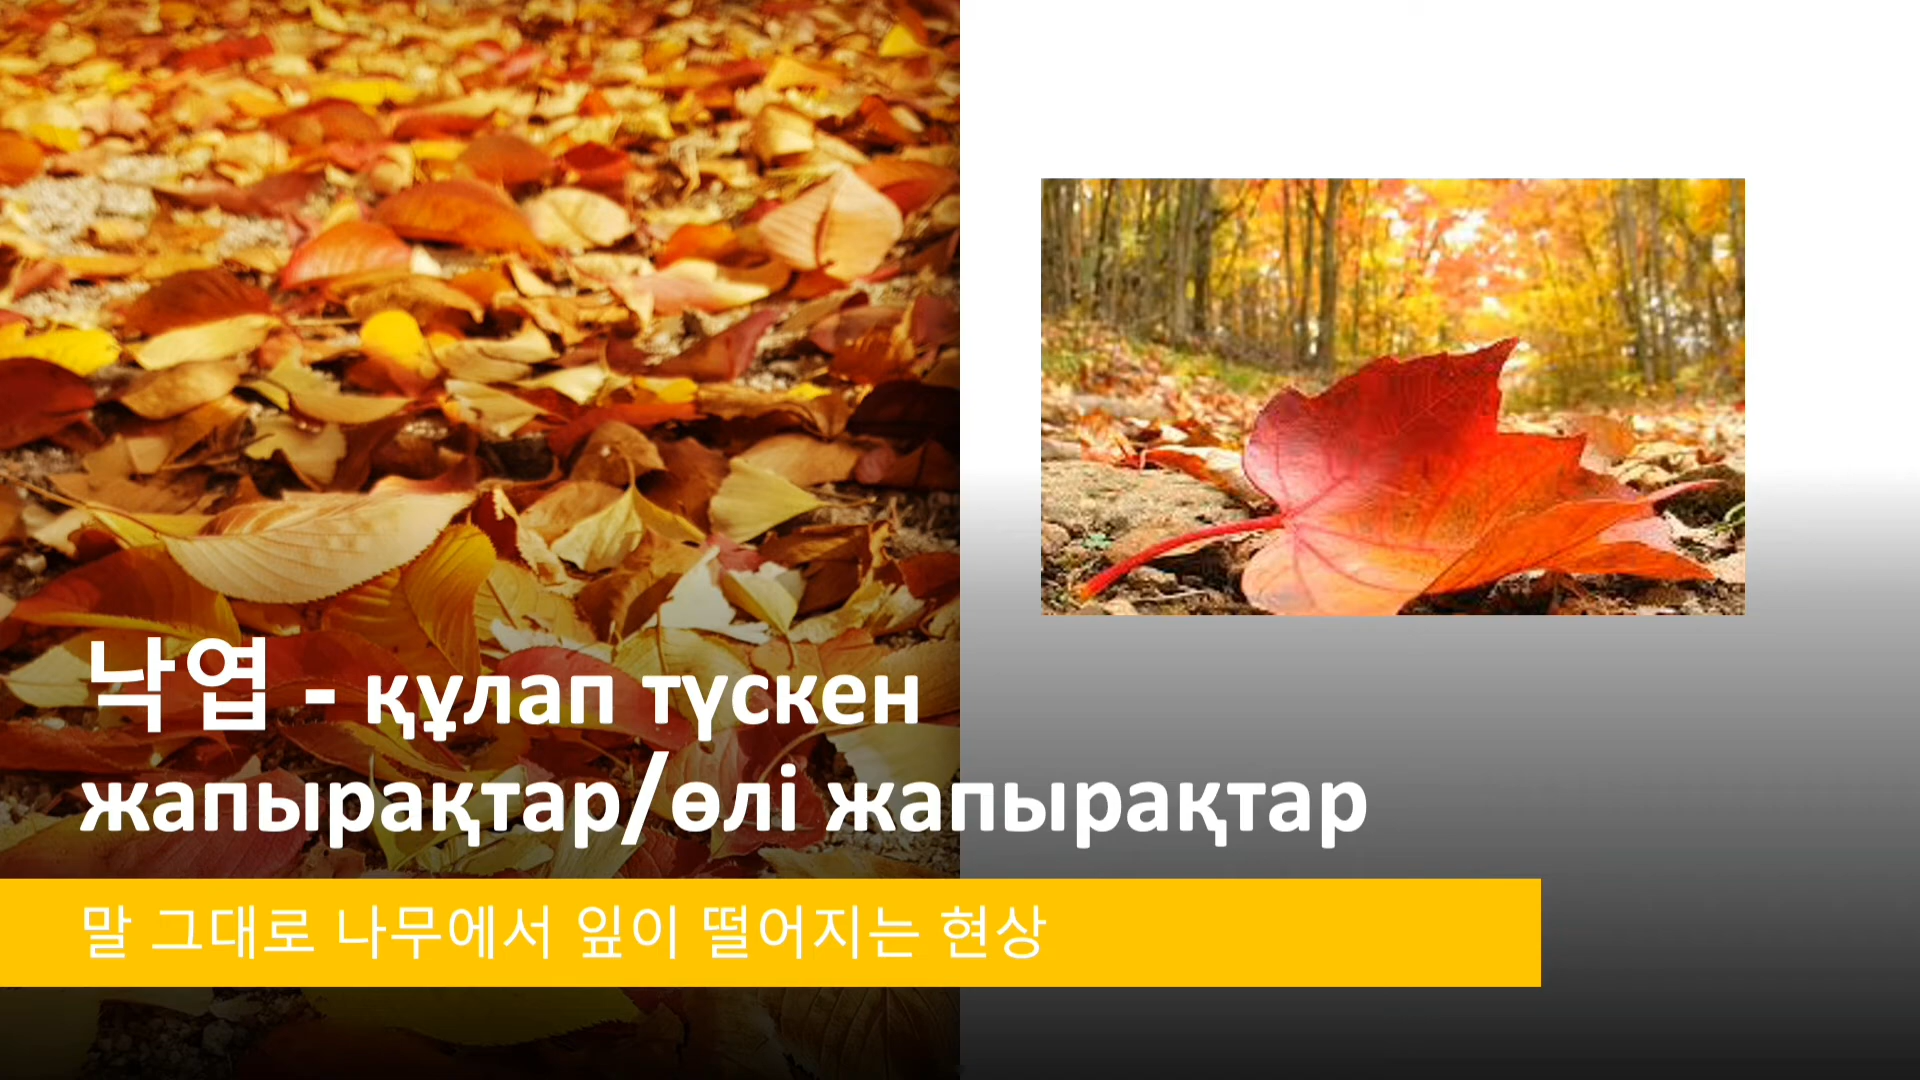 낙엽 - құлап түскен
жапырақтар/өлі жапырақтар
말 그대로 나무에서 잎이 떨어지는 현상